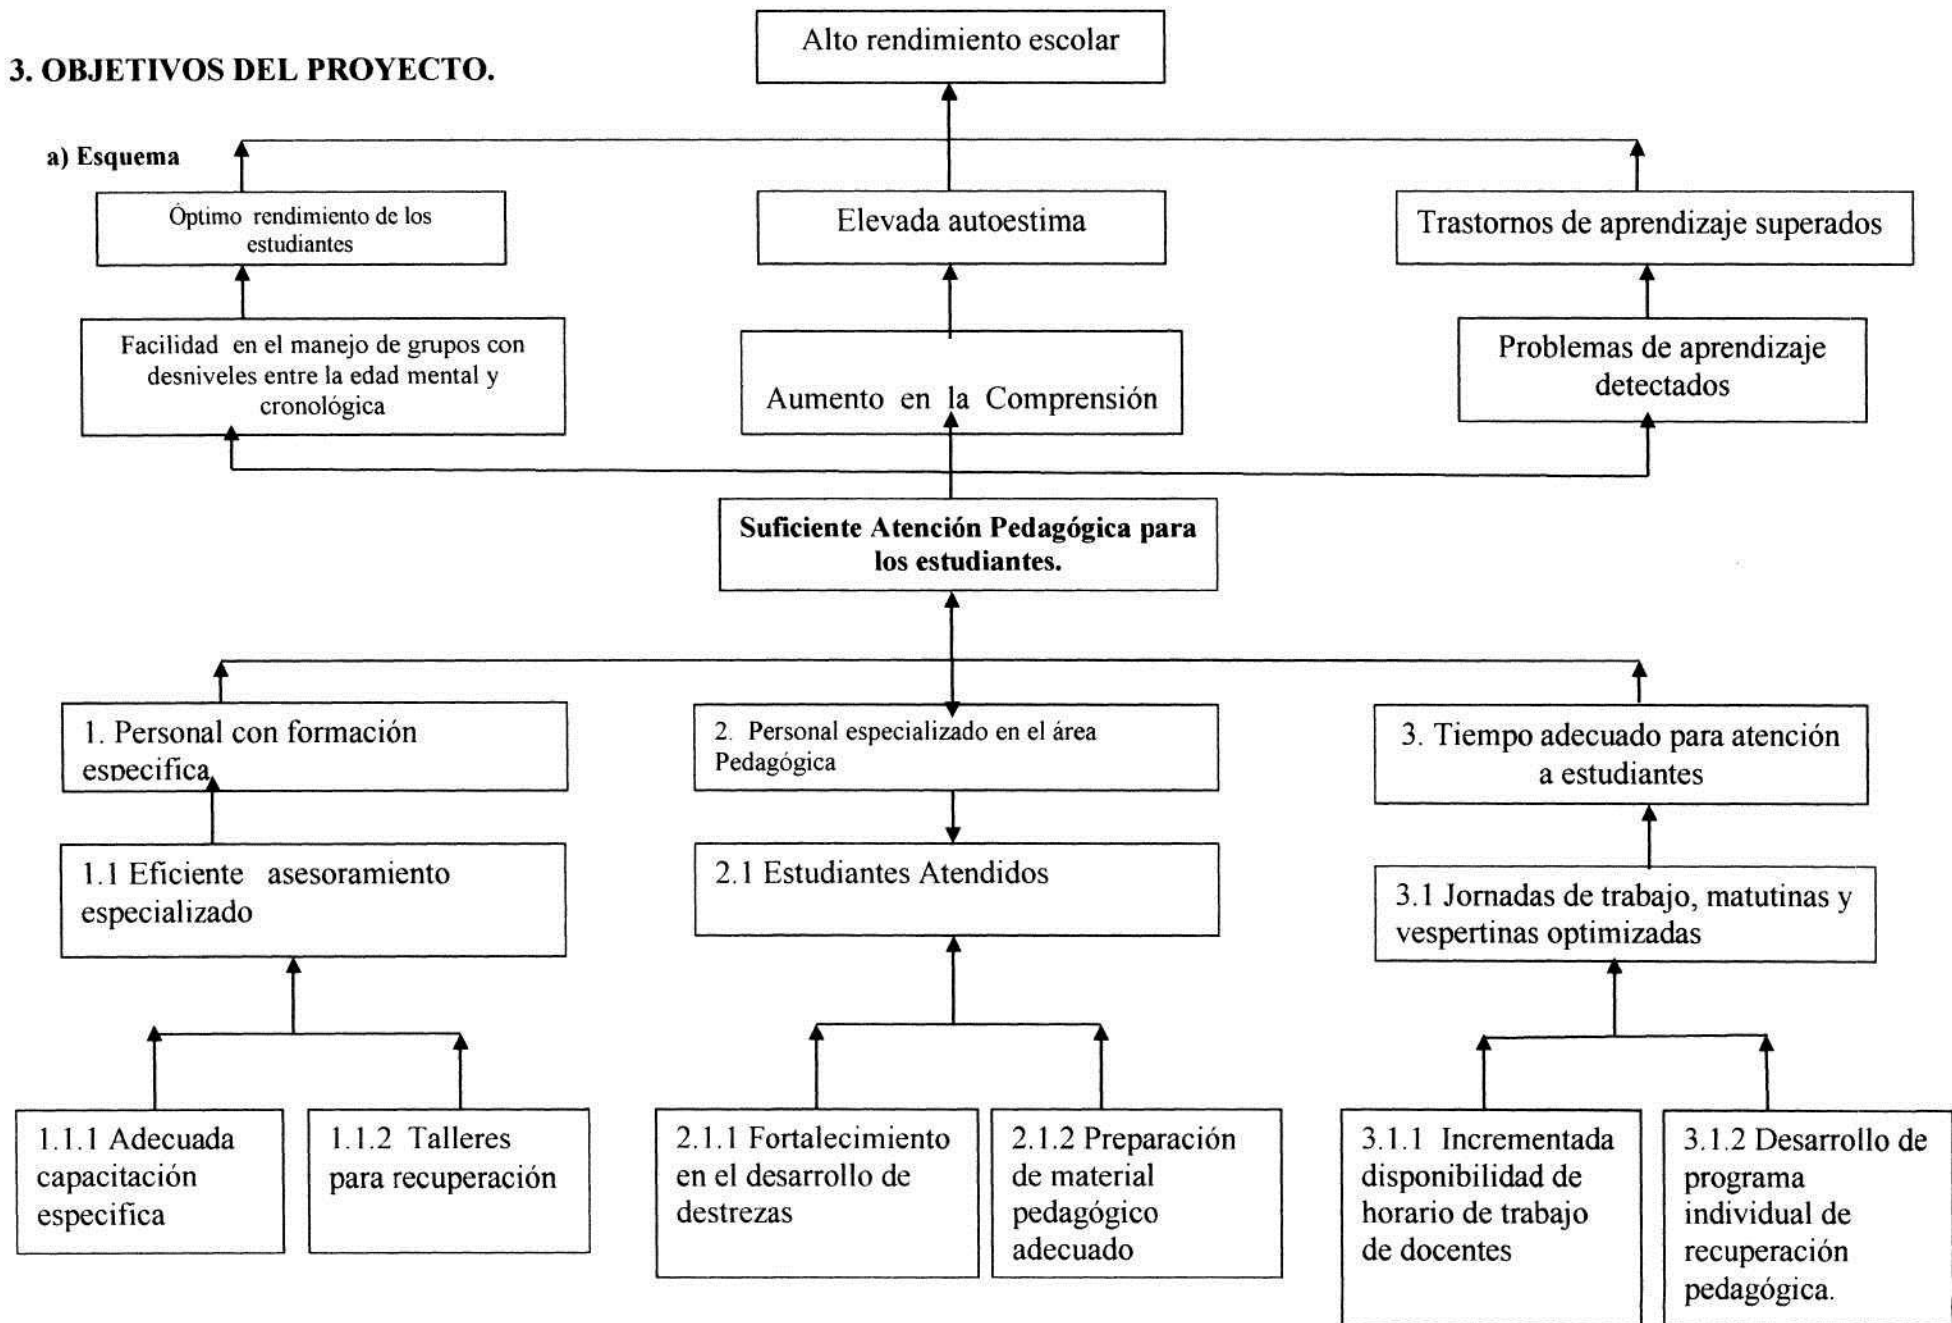 Alto rendimiento escolar
3. OBJETIVOS DEL PROYECTO.
a) Esquema
Óptimo rendimiento de los
estudiantes
Elevada autoestima
Trastornos de aprendizaje superados
Facilidad en el manejo de grupos con
desniveles entre la edad mental y
cronológica
Aumento en la Comprensión
Problemas de aprendizaje
detectados
Suficiente Atención Pedagógica para
los estudiantes.
1. Personal con formación
especifica
2. Personal especializado en el área
Pedagógica
3. Tiempo adecuado para atención
a estudiantes
1.1 Eficiente asesoramiento
especializado
2.1 Estudiantes Atendidos
3.1 Jornadas de trabajo, matutinas y
vespertinas optimizadas
1.1.1 Adecuada
capacitación
especifica
1.1.2 Talleres
para recuperación
2.1.1 Fortalecimiento
en el desarrollo de
destrezas
2.1.2 Preparación
de material
pedagógico
adecuado
3.1.1 Incrementada
disponibilidad de
horario de trabajo
de docentes
3.1.2 Desarrollo de
programa
individual de
recuperación
pedagógica.